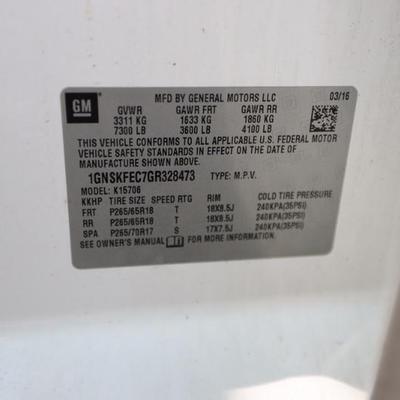 GM
MFD BY GENERAL MOTORS LLC 03/16
GVWR GAWR FRT GAWR RR
3311 KG 1633 KG 1860 KG
7300 LB 3600 LB 4100 LB
THIS VEHICLE CONFORMS TO ALL APPLICABLE U.S. FEDERAL MOTOR
VEHICLE SAFETY STANDARDS IN EFFECT ON THE DATE OF
MANUFACTURE SHOWN ABOVE.
1GNSKFEC7GR328473 TYPE: M.P.V.
MODEL: K15706
KKHP TIRE SIZE SPEED RTG RIM COLD TIRE PRESSURE
FRT P265/65R18 T 18X8.5J 240KPA(35PSI)
RR P265/65R18 T 18X8.5J 240KPA(35PSI)
SPA P265/70R17 S 17X7.5J 240KPA(35PSI)
SEE OWNER'S MANUAL FOR MORE INFORMATION.